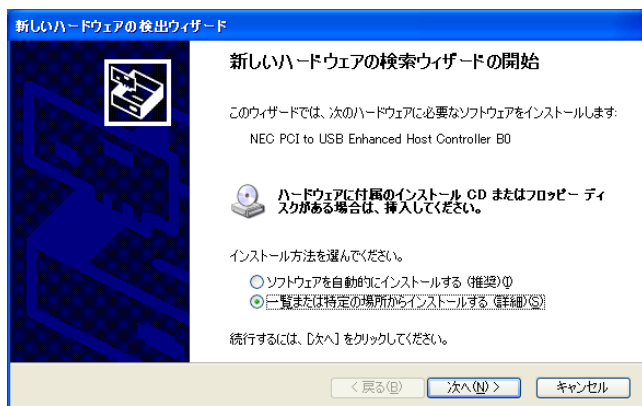 新しいハードウェアの検出ウィザード
新しいハードウェアの検索ウィザードの開始
このウィザードでは、次のハードウェアに必要なソフトウェアをインストールします:
NEC PCI to USB Enhanced Host Controller B0
ハードウェアに付属のインストール CD またはフロッピー ディ
スクがある場合は、挿入してください。
インストール方法を選んでください。
ソフトウェアを自動的にインストールする (推奨)(I)
一覧または特定の場所からインストールする (詳細)(S)
続行するには、[次へ] をクリックしてください。
< 戻る(B) 次へ(N) > キャンセル